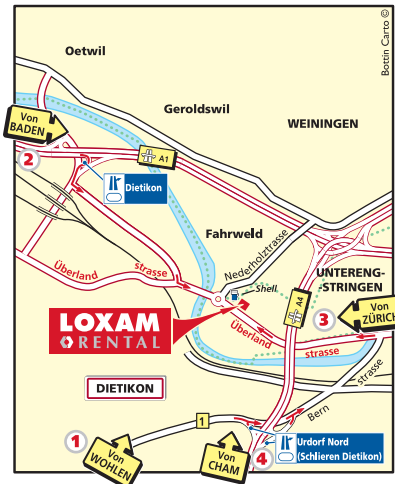 Bottin Carto ©
Oetwil
Geroldswil
WEININGEN
Von
BADEN
2
A1
Dietikon
Fahrweld
Nederholztrasse
UNTERENG-
-STRINGEN
Überland
strasse
Shell
A4
Von
ZÜRICH
3
LOXAM
RENTAL
Überland
strasse
DIETIKON
strasse
Bern
1
1
Von
WOHLEN
Von
CHAM
4
Urdorf Nord
(Schlieren Dietikon)